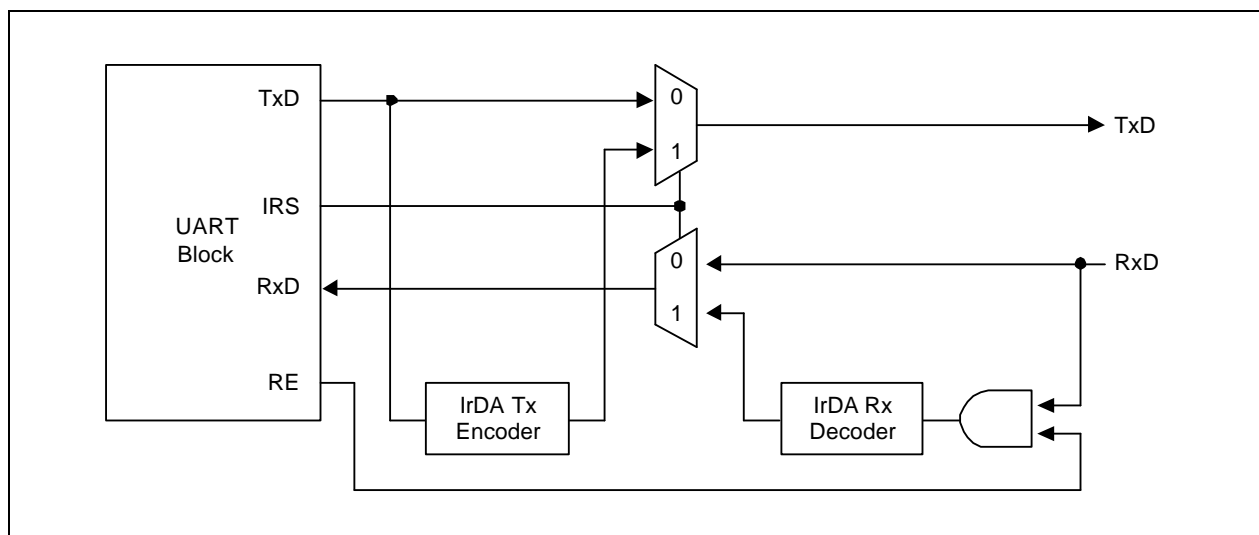 TxD
0
TxD
1
IRS
UART
Block
0
RxD
RxD
1
RE
IrDA Tx
Encoder
IrDA Rx
Decoder